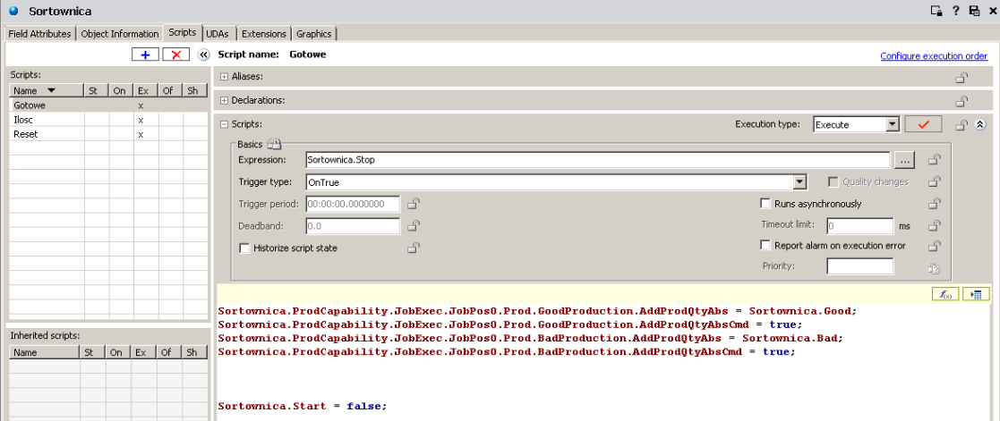 Sortownica
Field Attributes Object Information Scripts UDAs Extensions Graphics
Script name: Gotowe
Configure execution order
Scripts:
Name St On Ex Of Sh
Gotowe x
Ilosc x
Reset x
Inherited scripts:
Name St On Ex Of Sh
Aliases:
Declarations:
Scripts:
Execution type: Execute
Basics
Expression: Sortownica.Stop ...
Trigger type: OnTrue Quality changes
Trigger period: 00:00:00.0000000 Runs asynchronously
Deadband: 0.0 Timeout limit: 0 ms
Historize script state Report alarm on execution error
Priority:
f(x)
Sortownica.ProdCapability.JobExec.JobPos0.Prod.GoodProduction.AddProdQtyAbs = Sortownica.Good;
Sortownica.ProdCapability.JobExec.JobPos0.Prod.GoodProduction.AddProdQtyAbsCmd = true;
Sortownica.ProdCapability.JobExec.JobPos0.Prod.BadProduction.AddProdQtyAbs = Sortownica.Bad;
Sortownica.ProdCapability.JobExec.JobPos0.Prod.BadProduction.AddProdQtyAbsCmd = true;
Sortownica.Start = false;